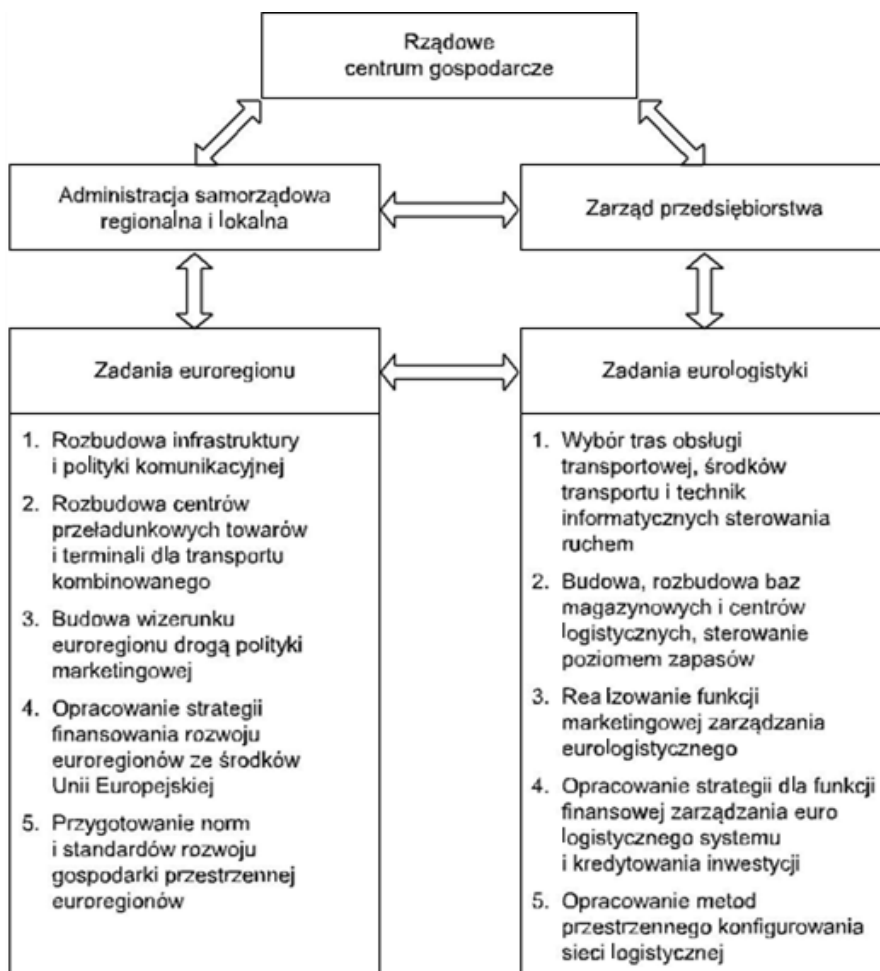 Rządowe
centrum gospodarcze
Administracja samorządowa
regionalna i lokalna
Zarząd przedsiębiorstwa
Zadania euroregionu
1. Rozbudowa infrastruktury
i polityki komunikacyjnej
2. Rozbudowa centrów
przeładunkowych towarów
i terminali dla transportu
kombinowanego
3. Budowa wizerunku
euroregionu drogą polityki
marketingowej
4. Opracowanie strategii
finansowania rozwoju
euroregionów ze środków
Unii Europejskiej
5. Przygotowanie norm
i standardów rozwoju
gospodarki przestrzennej
euroregionów
Zadania eurologistyki
1. Wybór tras obsługi
transportowej, środków
transportu i technik
informatycznych sterowania
ruchem
2. Budowa, rozbudowa baz
magazynowych i centrów
logistycznych, sterowanie
poziomem zapasów
3. Rea lzowanie funkcji
marketingowej zarządzania
eurologistycznego
4. Opracowanie strategii dla funkcji
finansowej zarządzania euro
logistycznego systemu
i kredytowania inwestycji
5. Opracowanie metod
przestrzennego konfigurowania
sieci logistycznej